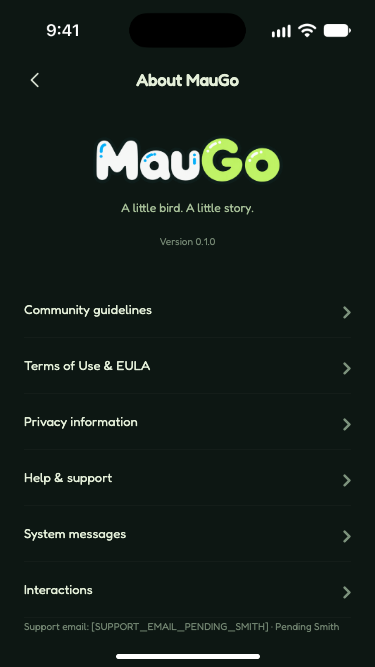 9:41
About MauGo
MauGo
A little bird. A little story.
Version 0.1.0
Community guidelines
Terms of Use & EULA
Privacy information
Help & support
System messages
Interactions
Support email: [SUPPORT_EMAIL_PENDING_SMITH] · Pending Smith